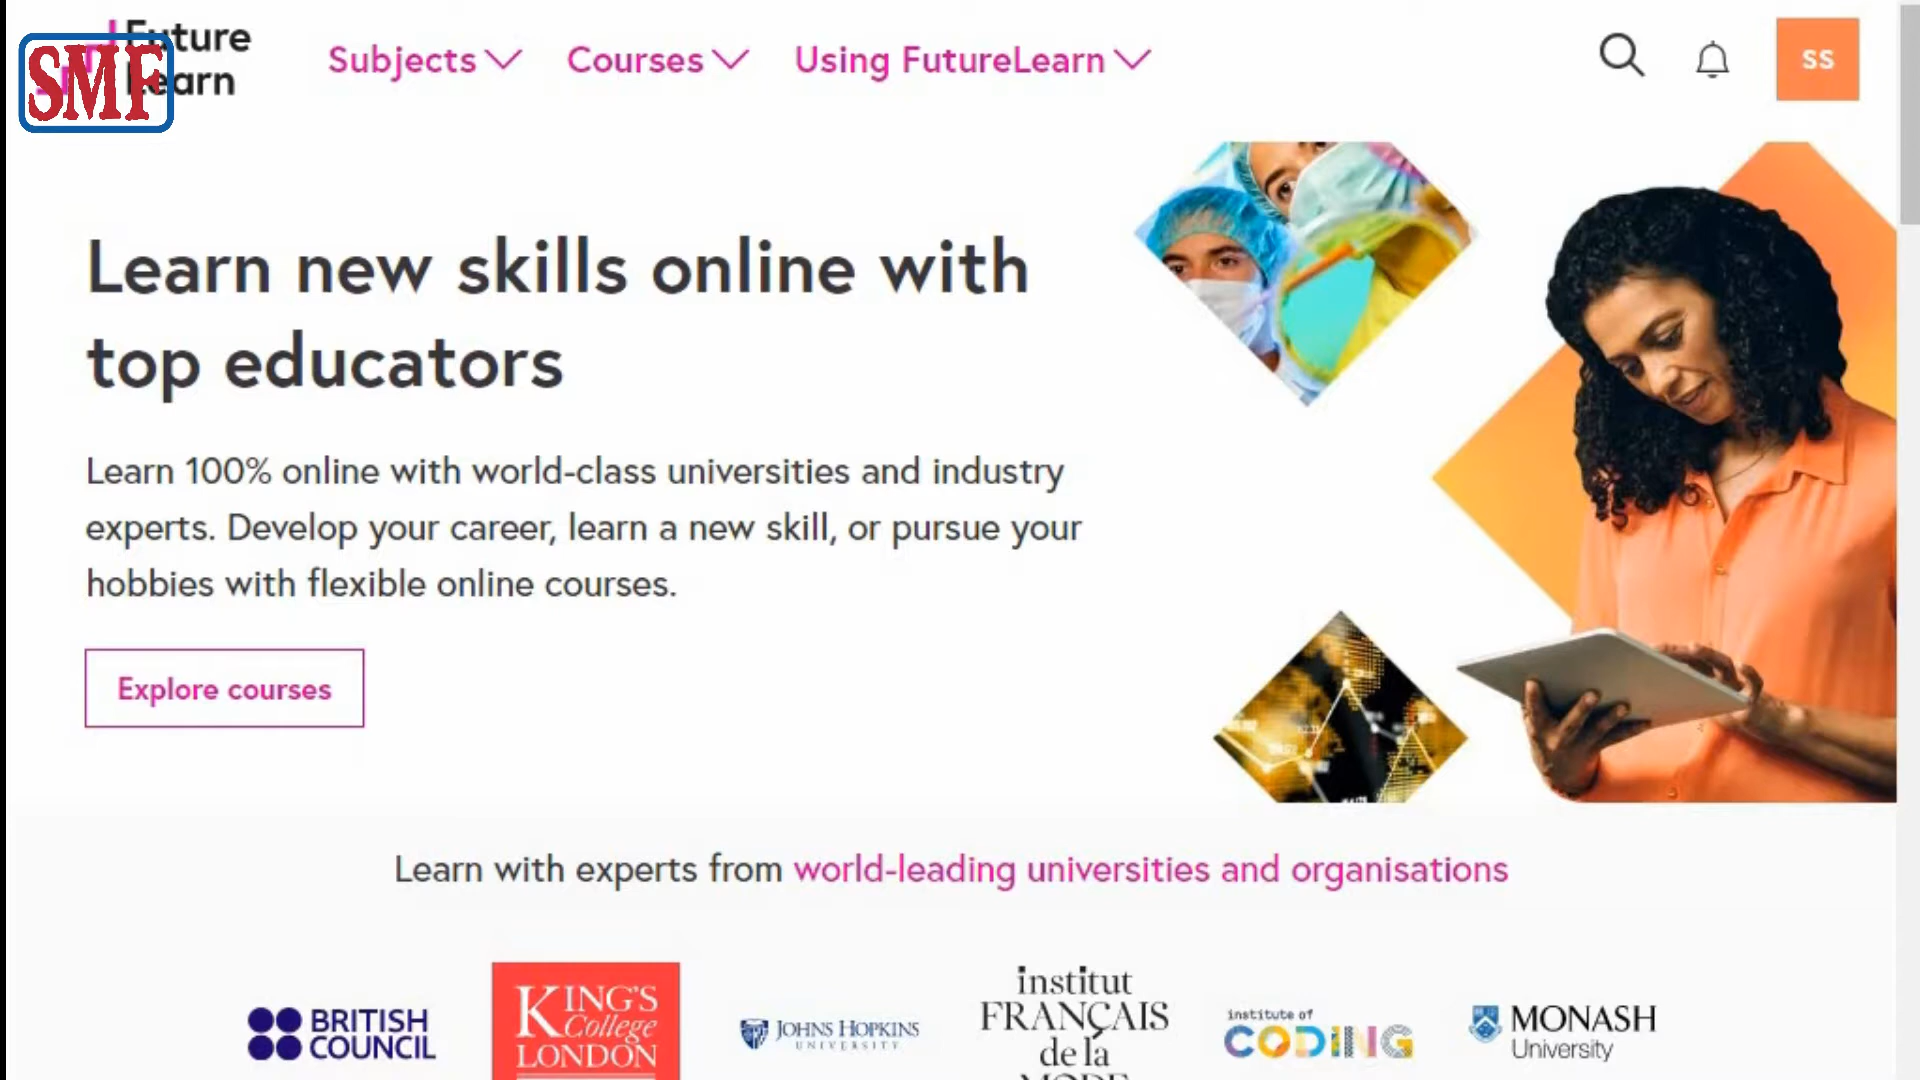 SMF
Future
Learn
Subjects
Courses
Using FutureLearn
SS
Learn new skills online with
top educators
Learn 100% online with world-class universities and industry
experts. Develop your career, learn a new skill, or pursue your
hobbies with flexible online courses.
Explore courses
Learn with experts from world-leading universities and organisations
BRITISH
COUNCIL
KING'S
College
LONDON
JOHNS HOPKINS
UNIVERSITY
institut
FRANÇAIS
de la
MODE
institute of
CODING
MONASH
University